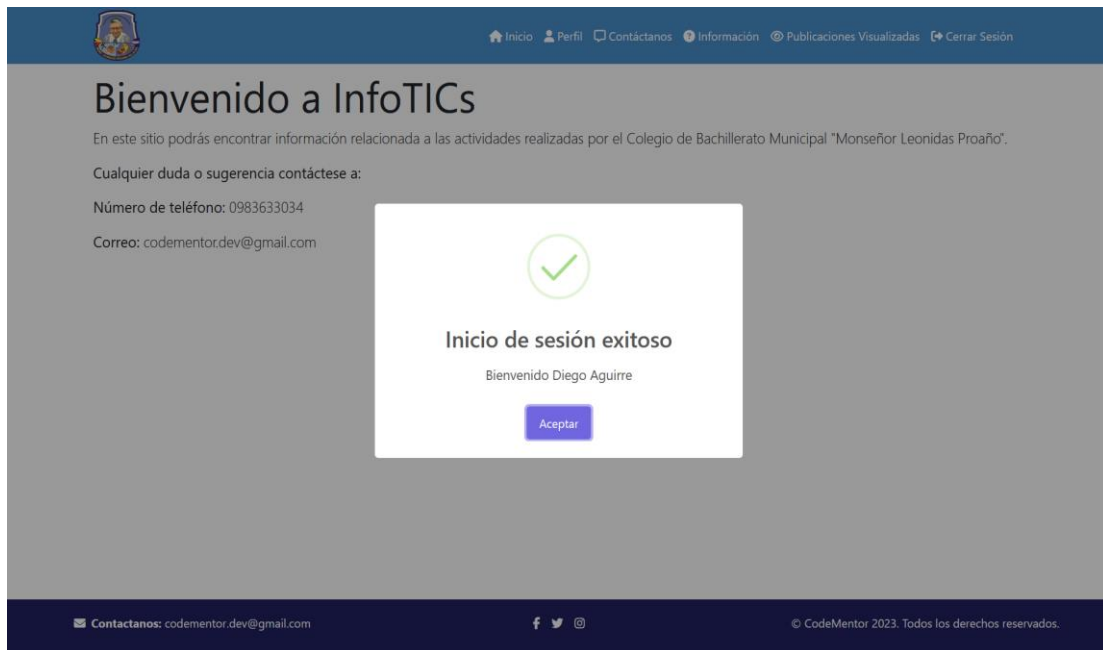 Inicio Perfil Contáctanos Información Publicaciones Visualizadas Cerrar Sesión
Bienvenido a InfoTICs
En este sitio podrás encontrar información relacionada a las actividades realizadas por el Colegio de Bachillerato Municipal "Monseñor Leonidas Proaño".
Cualquier duda o sugerencia contáctese a:
Número de teléfono: 0983633034
Correo: codementor.dev@gmail.com
Inicio de sesión exitoso
Bienvenido Diego Aguirre
Aceptar
Contactanos: codementor.dev@gmail.com
© CodeMentor 2023. Todos los derechos reservados.